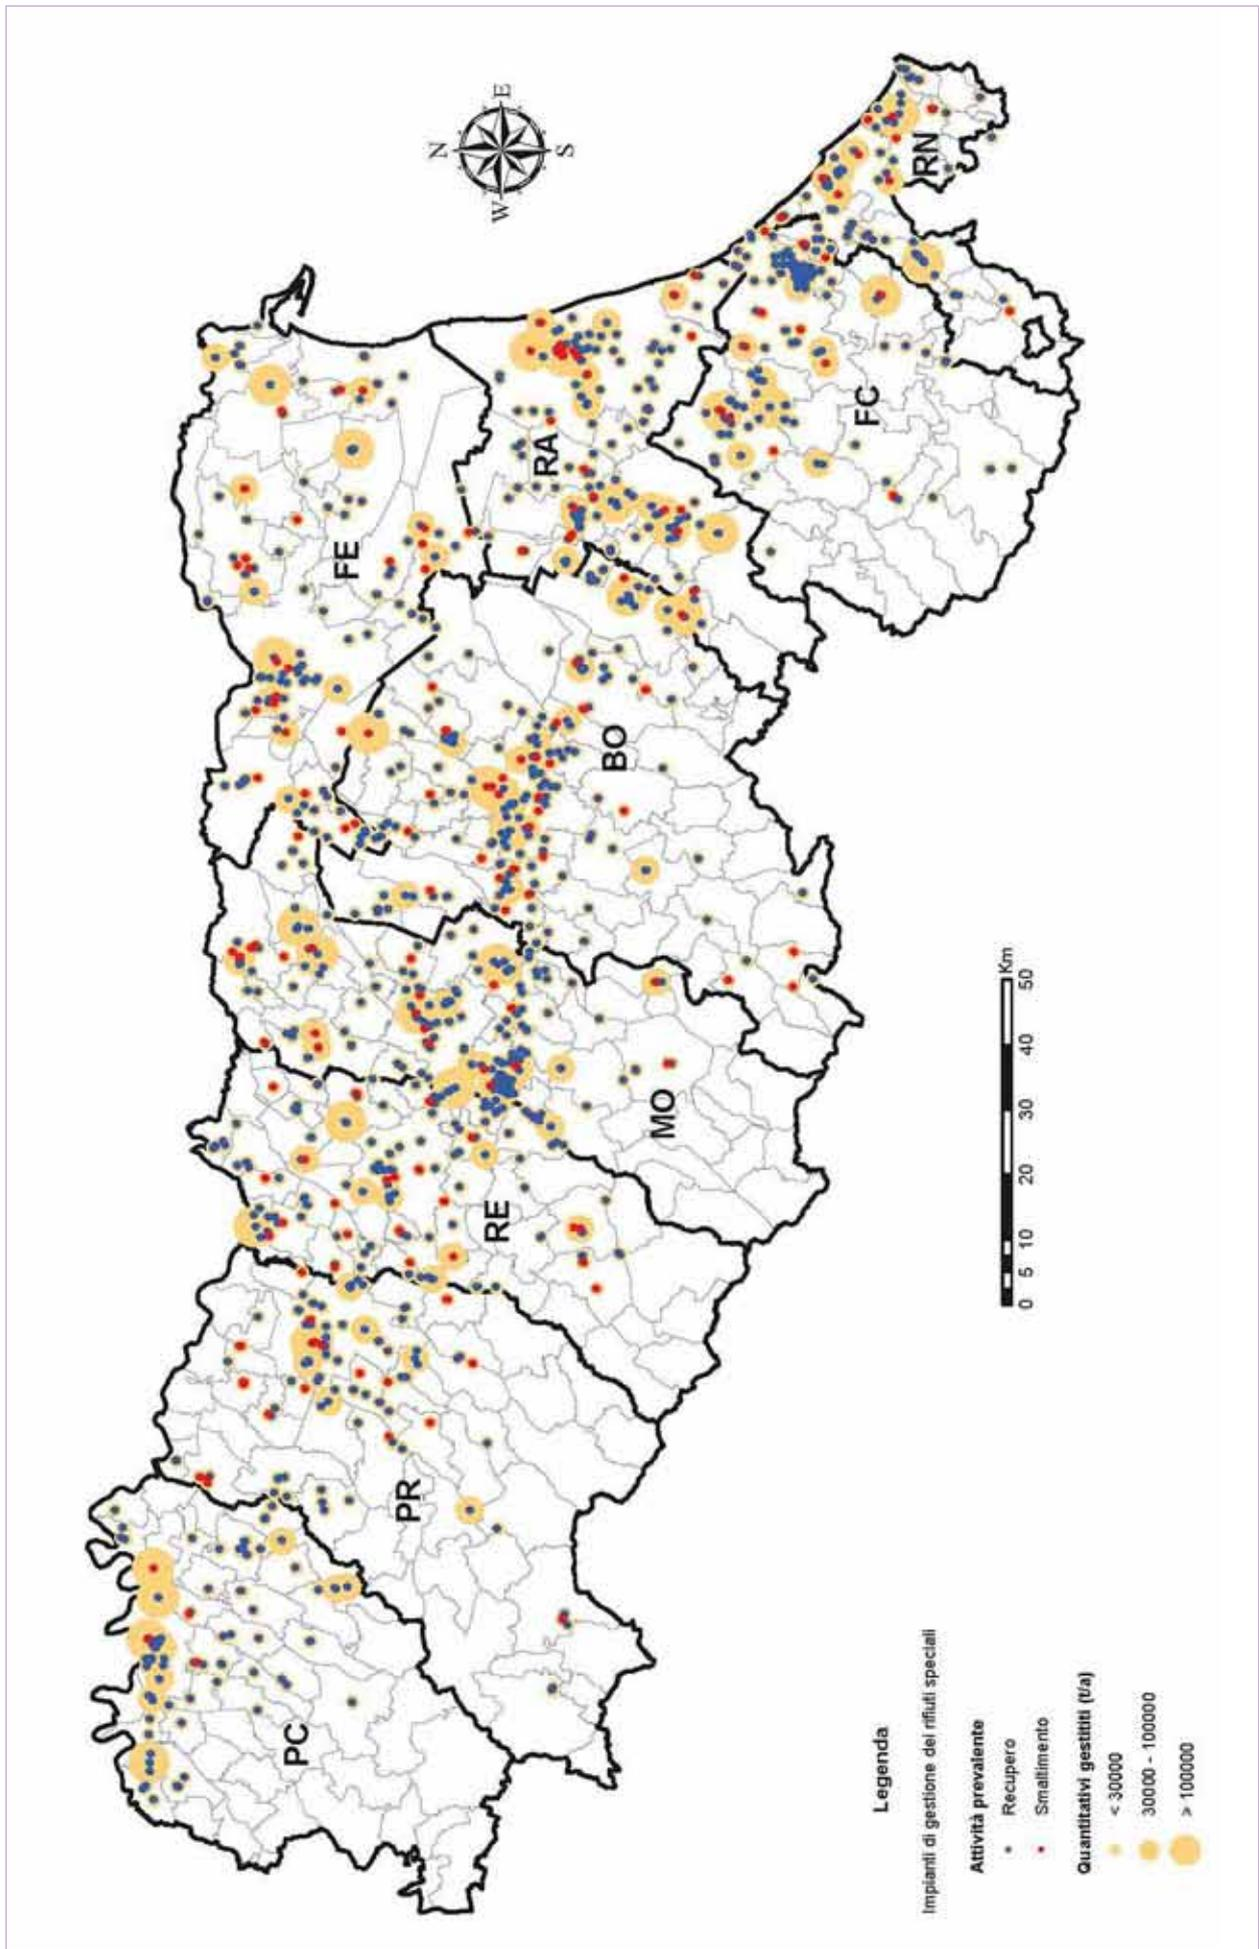 N
W
E
S
PC
PR
RE
MO
BO
FE
RA
FC
RN
0 5 10 20 30 40 50 Km
Legenda
Impianti di gestione dei rifiuti speciali
Attività prevalente
Recupero
Smaltimento
Quantitativi gestititi (t/a)
< 30000
30000 - 100000
> 100000